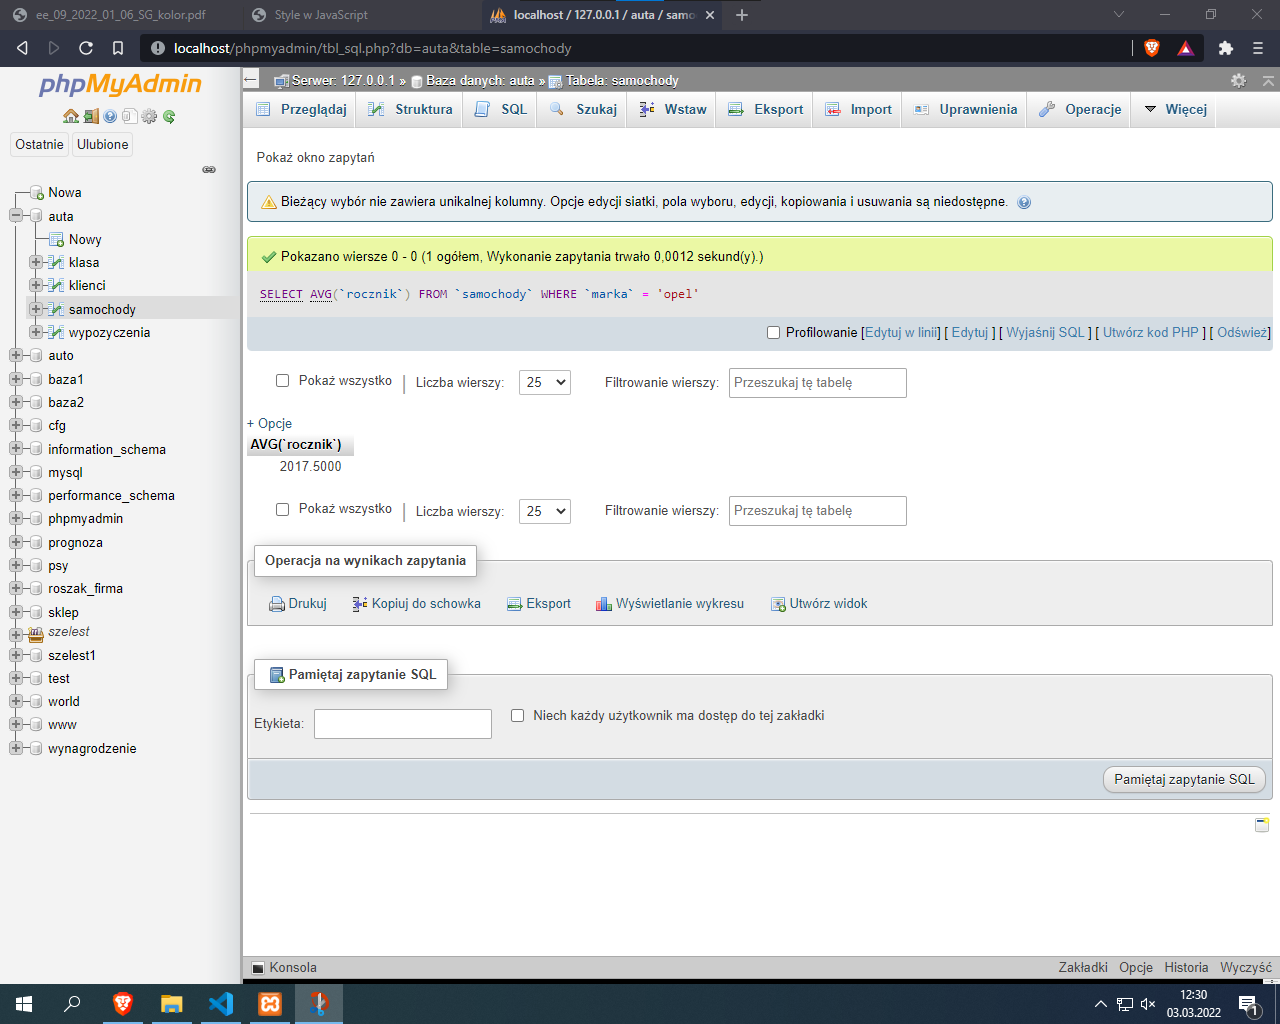 ee_09_2022_01_06_SG_kolor.pdf
Style w JavaScript
localhost / 127.0.0.1 / auta / samo
localhost/phpmyadmin/tbl_sql.php?db=auta&table=samochody
phpMyAdmin
Ostatnie
Ulubione
Nowa
auta
Nowy
klasa
klienci
samochody
wypozyczenia
auto
baza1
baza2
cfg
information_schema
mysql
performance_schema
phpmyadmin
prognoza
psy
roszak_firma
sklep
szelest
szelest1
test
world
www
wynagrodzenie
Serwer: 127.0.0.1 » Baza danych: auta » Tabela: samochody
Przeglądaj
Struktura
SQL
Szukaj
Wstaw
Eksport
Import
Uprawnienia
Operacje
Więcej
Pokaż okno zapytań
Bieżący wybór nie zawiera unikalnej kolumny. Opcje edycji siatki, pola wyboru, edycji, kopiowania i usuwania są niedostępne.
Pokazano wiersze 0 - 0 (1 ogółem, Wykonanie zapytania trwało 0,0012 sekund(y).)
SELECT AVG(`rocznik`) FROM `samochody` WHERE `marka` = 'opel'
Profilowanie [Edytuj w linii] [ Edytuj ] [ Wyjaśnij SQL ] [ Utwórz kod PHP ] [ Odśwież]
Pokaż wszystko | Liczba wierszy: 25 Filtrowanie wierszy: Przeszukaj tę tabelę
+ Opcje
AVG(`rocznik`)
2017.5000
Pokaż wszystko | Liczba wierszy: 25 Filtrowanie wierszy: Przeszukaj tę tabelę
Operacja na wynikach zapytania
Drukuj
Kopiuj do schowka
Eksport
Wyświetlanie wykresu
Utwórz widok
Pamiętaj zapytanie SQL
Etykieta:
Niech każdy użytkownik ma dostęp do tej zakładki
Pamiętaj zapytanie SQL
Konsola
Zakładki
Opcje
Historia
Wyczyść
12:30
03.03.2022
1